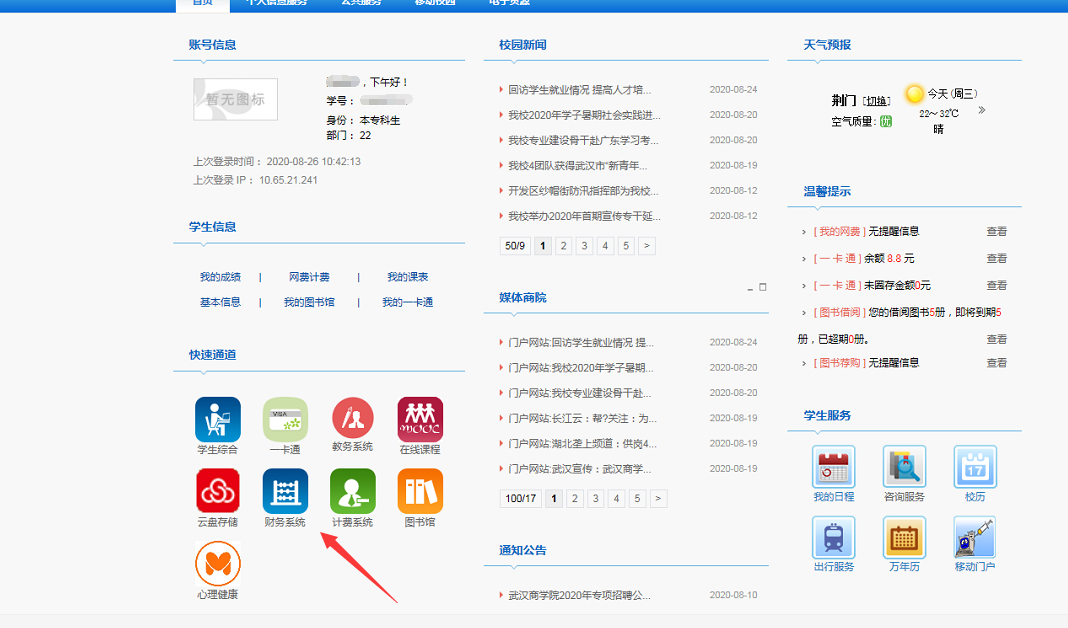 首页 个人信息服务 公共服务 移动校园 电子资源
账号信息
暂无图标
，下午好！
学号：
身份： 本专科生
部门： 22
上次登录时间： 2020-08-26 10:42:13
上次登录 IP： 10.65.21.241
学生信息
我的成绩 | 网费计费 | 我的课表
基本信息 | 我的图书馆 | 我的一卡通
快速通道
VISA
mooc
学生综合 一卡通 教务系统 在线课程
云盘存储 财务系统 计费系统 图书馆
心理健康
校园新闻
回访学生就业情况 提高人才培... 2020-08-24
我校2020年学子暑期社会实践进... 2020-08-20
我校专业建设骨干赴广东学习考... 2020-08-20
我校4团队获得武汉市“新青年... 2020-08-19
开发区纱帽街防汛指挥部为我校... 2020-08-12
我校举办2020年首期宣传专干延... 2020-08-12
50/9 1 2 3 4 5 >
媒体商院
门户网站:回访学生就业情况 提... 2020-08-24
门户网站:我校2020年学子暑期... 2020-08-20
门户网站:我校专业建设骨干赴... 2020-08-20
门户网站:长江云：帮?关注：为... 2020-08-19
门户网站:湖北垄上频道：供岗4... 2020-08-19
门户网站:武汉宣传：武汉商学... 2020-08-19
100/17 1 2 3 4 5 >
通知公告
武汉商学院2020年专项招聘公... 2020-08-10
天气预报
荆门 [切换]
空气质量: 优
今天 (周三)
22～32℃
晴
»
温馨提示
› [ 我的网费 ] 无提醒信息 查看
› [ 一 卡 通 ] 余额 8.8 元 查看
› [ 一 卡 通 ] 未圈存金额0元 查看
› [ 图书借阅 ] 您的借阅图书5册，即将到期5
册，已超期0册。 查看
› [ 图书荐购 ] 无提醒信息 查看
学生服务
17
我的日程 咨询服务 校历
出行服务 万年历 移动门户